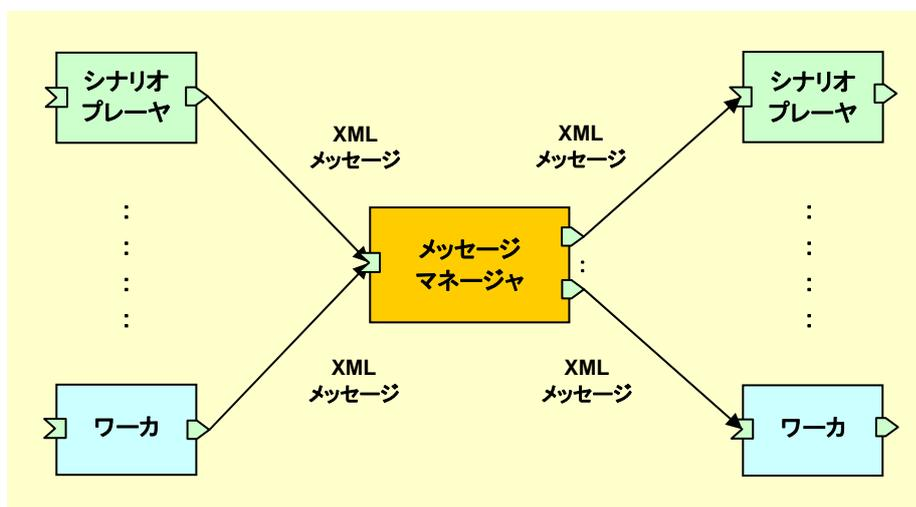 シナリオ
プレーヤ
シナリオ
プレーヤ
XML
メッセージ
XML
メッセージ
:
:
:
:
:
:
:
:
メッセージ
マネージャ
:
XML
メッセージ
XML
メッセージ
ワーカ
ワーカ